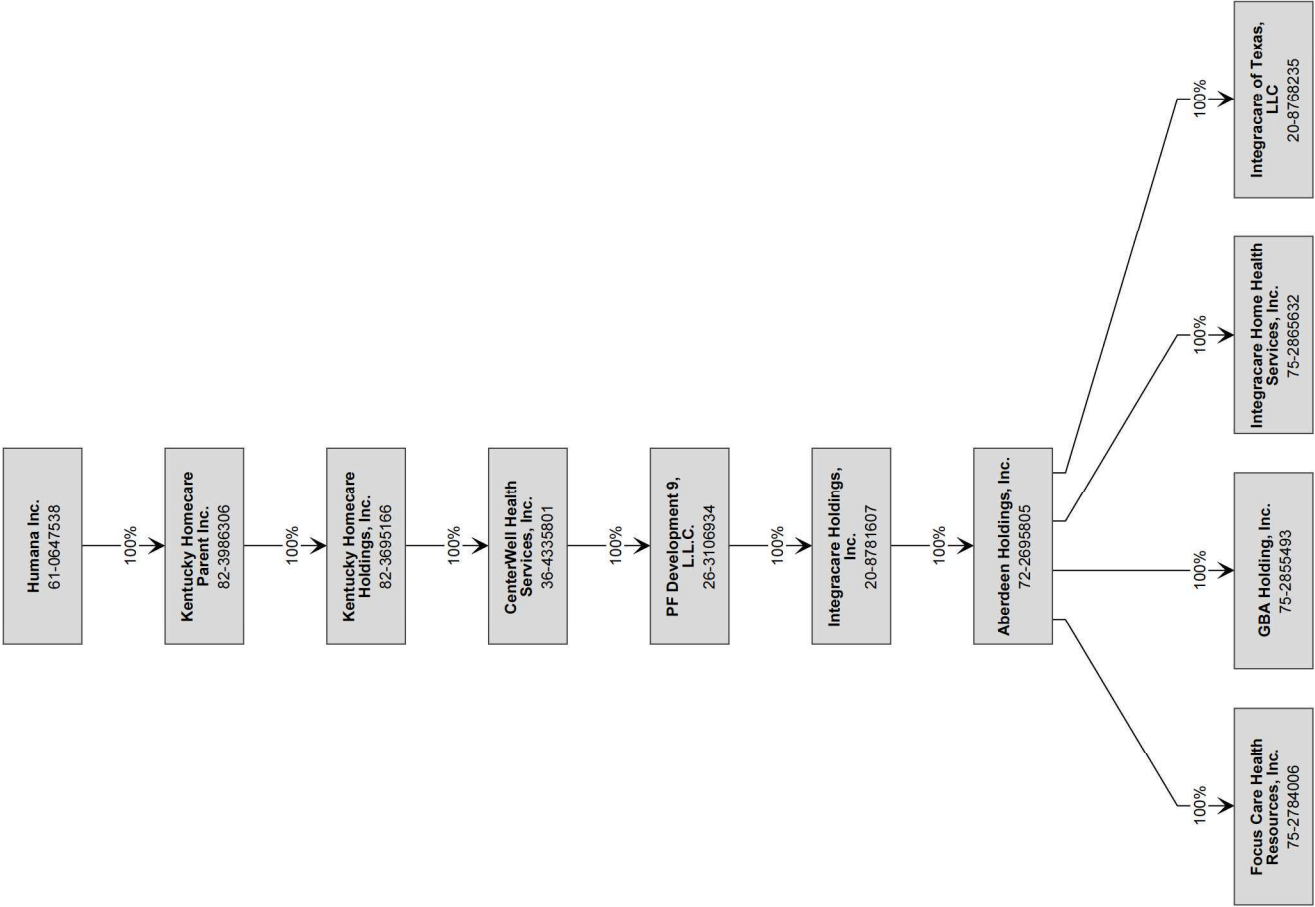 Humana Inc.
61-0647538
100%
Kentucky Homecare
Parent Inc.
82-3986306
100%
Kentucky Homecare
Holdings, Inc.
82-3695166
100%
CenterWell Health
Services, Inc.
36-4335801
100%
PF Development 9,
L.L.C.
26-3106934
100%
Integracare Holdings,
Inc.
20-8781607
100%
Aberdeen Holdings, Inc.
72-2695805
100%
Focus Care Health
Resources, Inc.
75-2784006
100%
GBA Holding, Inc.
75-2855493
100%
Integracare Home Health
Services, Inc.
75-2865632
100%
Integracare of Texas,
LLC
20-8768235